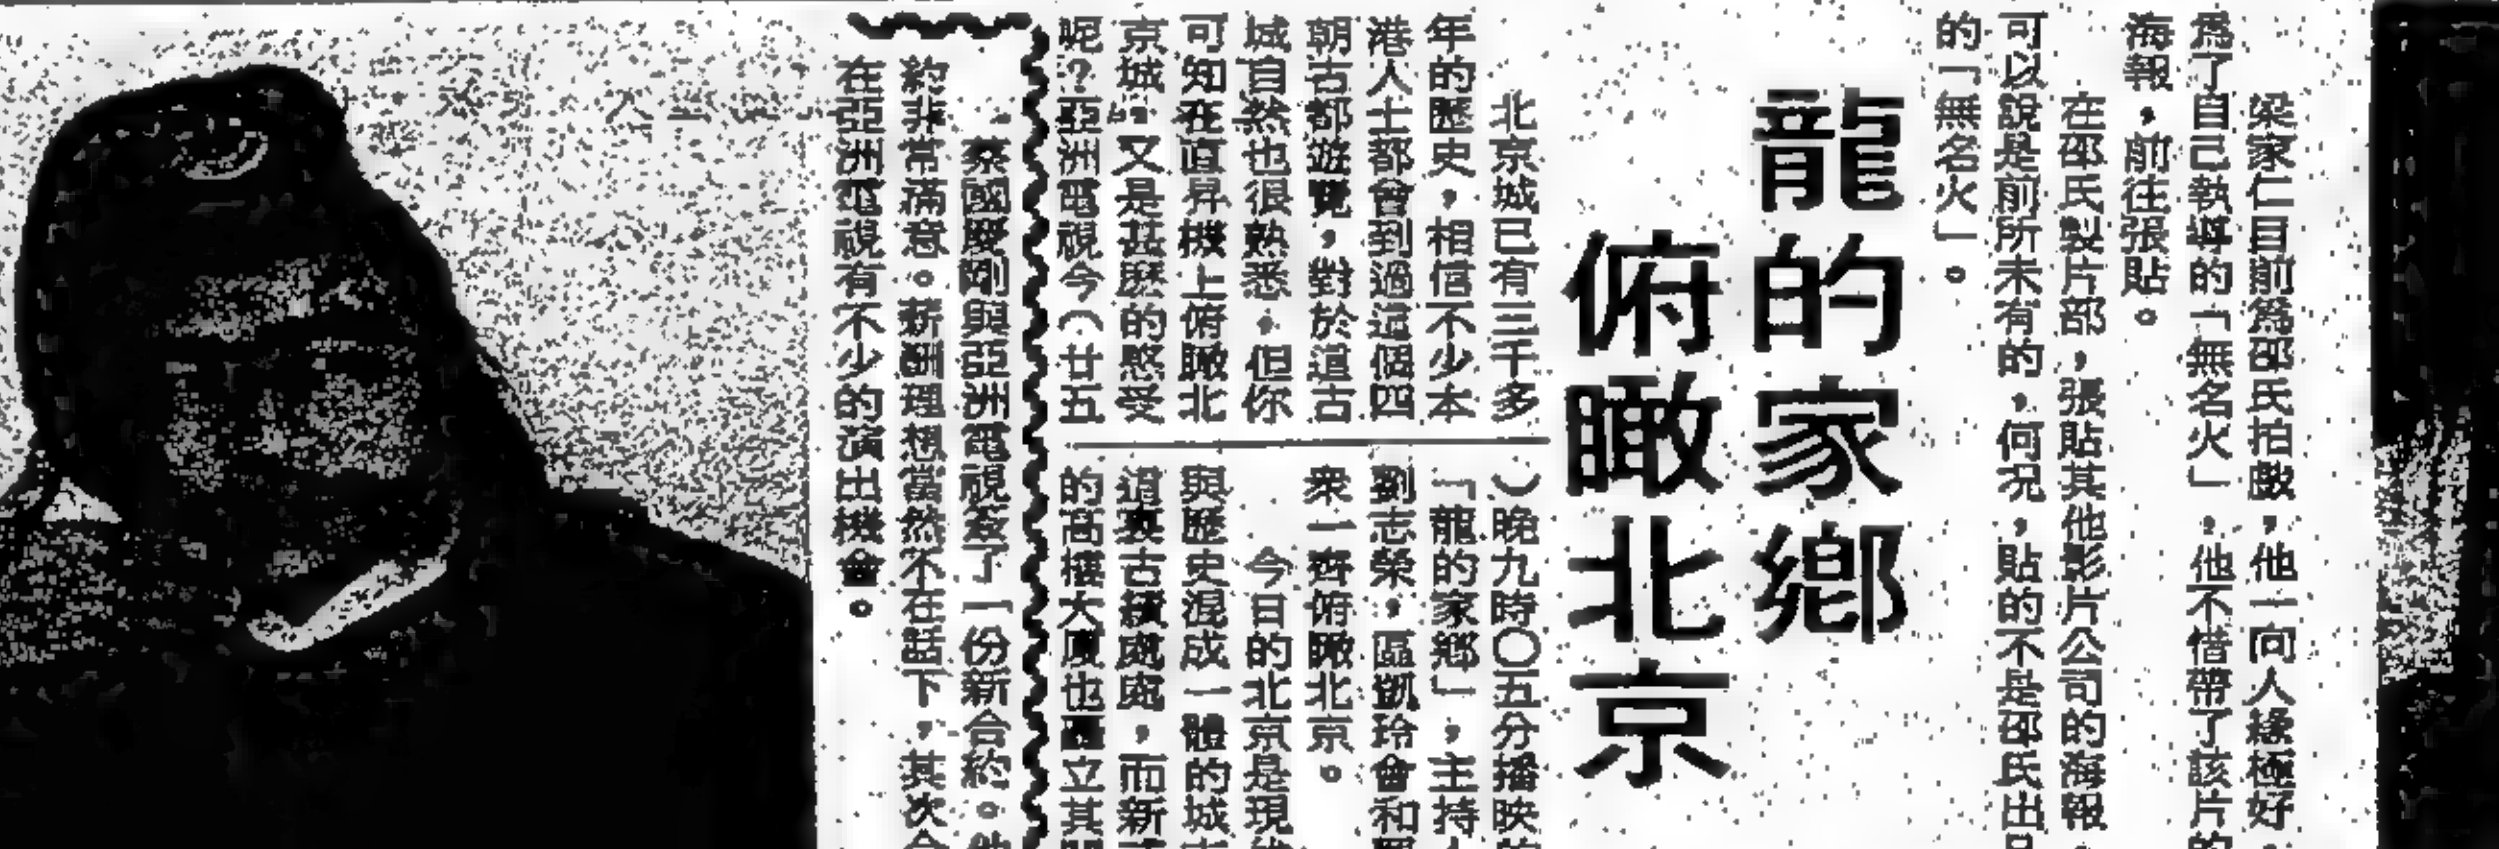 梁家仁目前爲邵氏拍戲，他一向人緣極好，
爲了自己執導的「無名火」，他不借帶了該片的
海報，前往張貼。
在邵氏製片部，張貼其他影片公司的海報，
可以說是前所未有的，何況，貼的不是邵氏出品
的「無名火」。
龍的家鄉
俯瞰北京
北京城已有三千多
年的歷史，相信不少本
港人士都會到過這個四
朝古都遊覽，對於這古
城自然也很熟悉，但你
可知在直昇機上俯瞰北
京城，又是甚麽的感受
呢？亞洲電視今（廿五
）晚九時〇五分播映的
「龍的家鄉」，主持
劉志榮，區凱玲會和
衆一齊俯瞰北京。
今日的北京是現
與歷史混成一體的城
這裏古蹟處處，而新
的高樓大廈也矗立其
泰國慶剛與亞洲電視簽了一份新合約。
約非常滿意。新酬理想當然不在話下，其次
在亞洲電視有不少的演出機會。